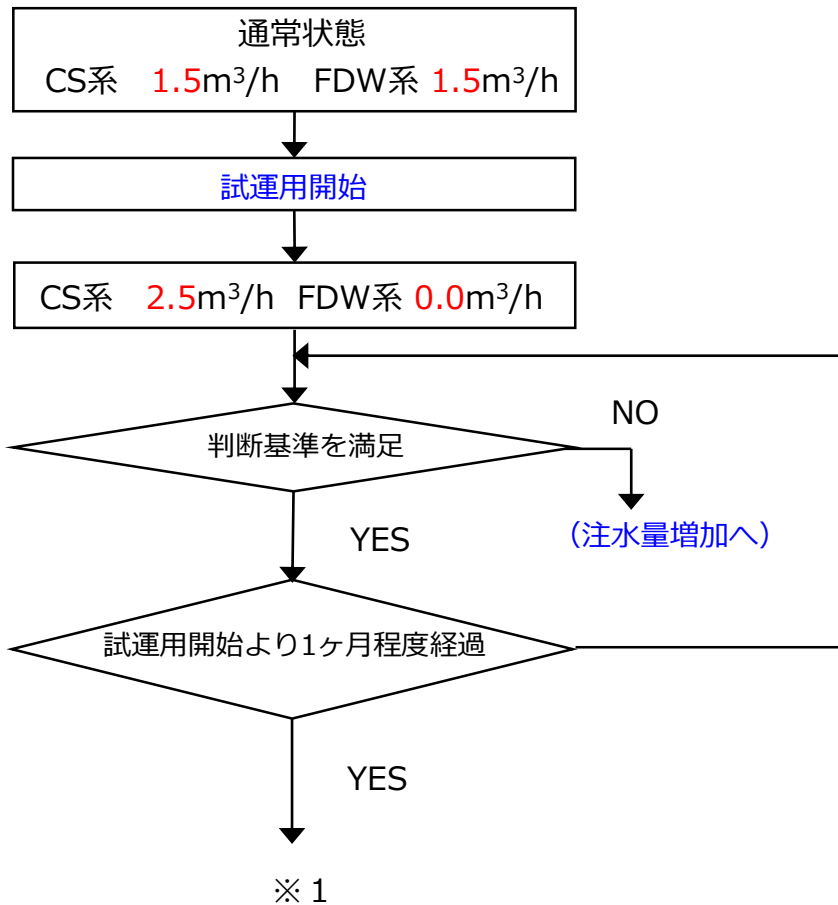 通常状態
CS系 1.5m³/h FDW系 1.5m³/h
試運用開始
CS系 2.5m³/h FDW系 0.0m³/h
判断基準を満足
NO
(注水量増加へ)
YES
試運用開始より1ヶ月程度経過
YES
※1